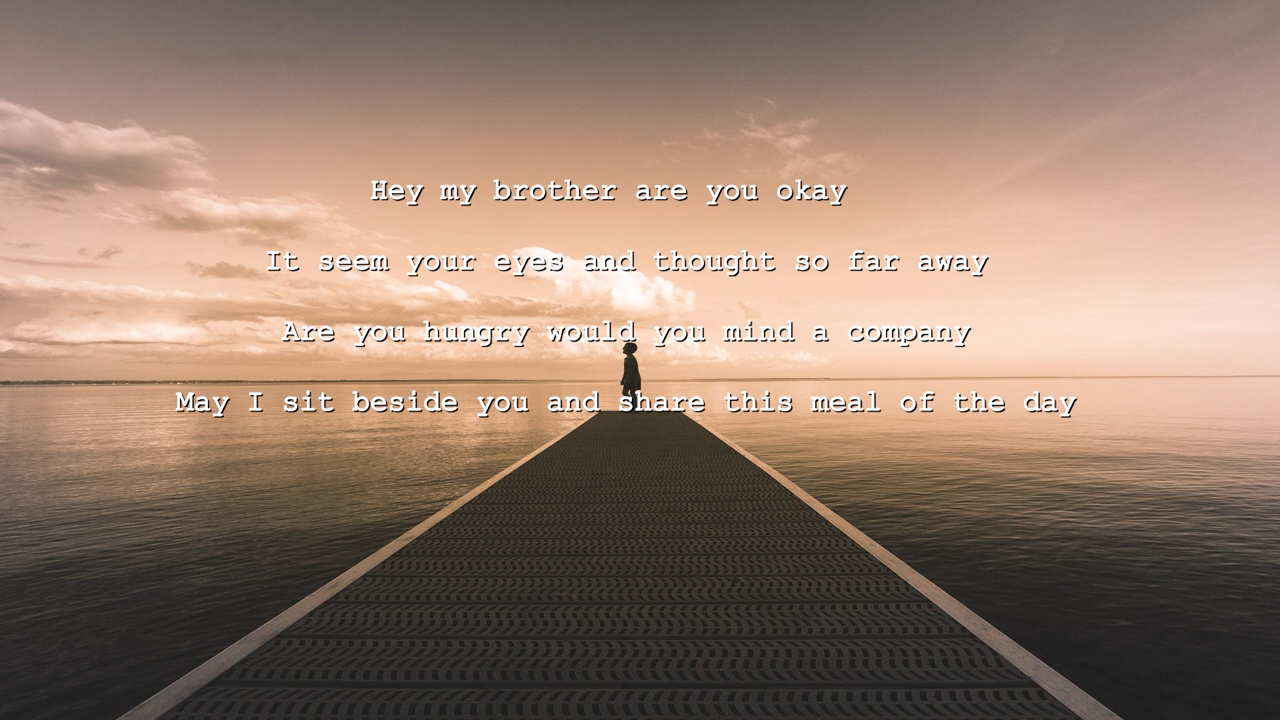 Hey my brother are you okay
It seem your eyes and thought so far away
Are you hungry would you mind a company
May I sit beside you and share this meal of the day